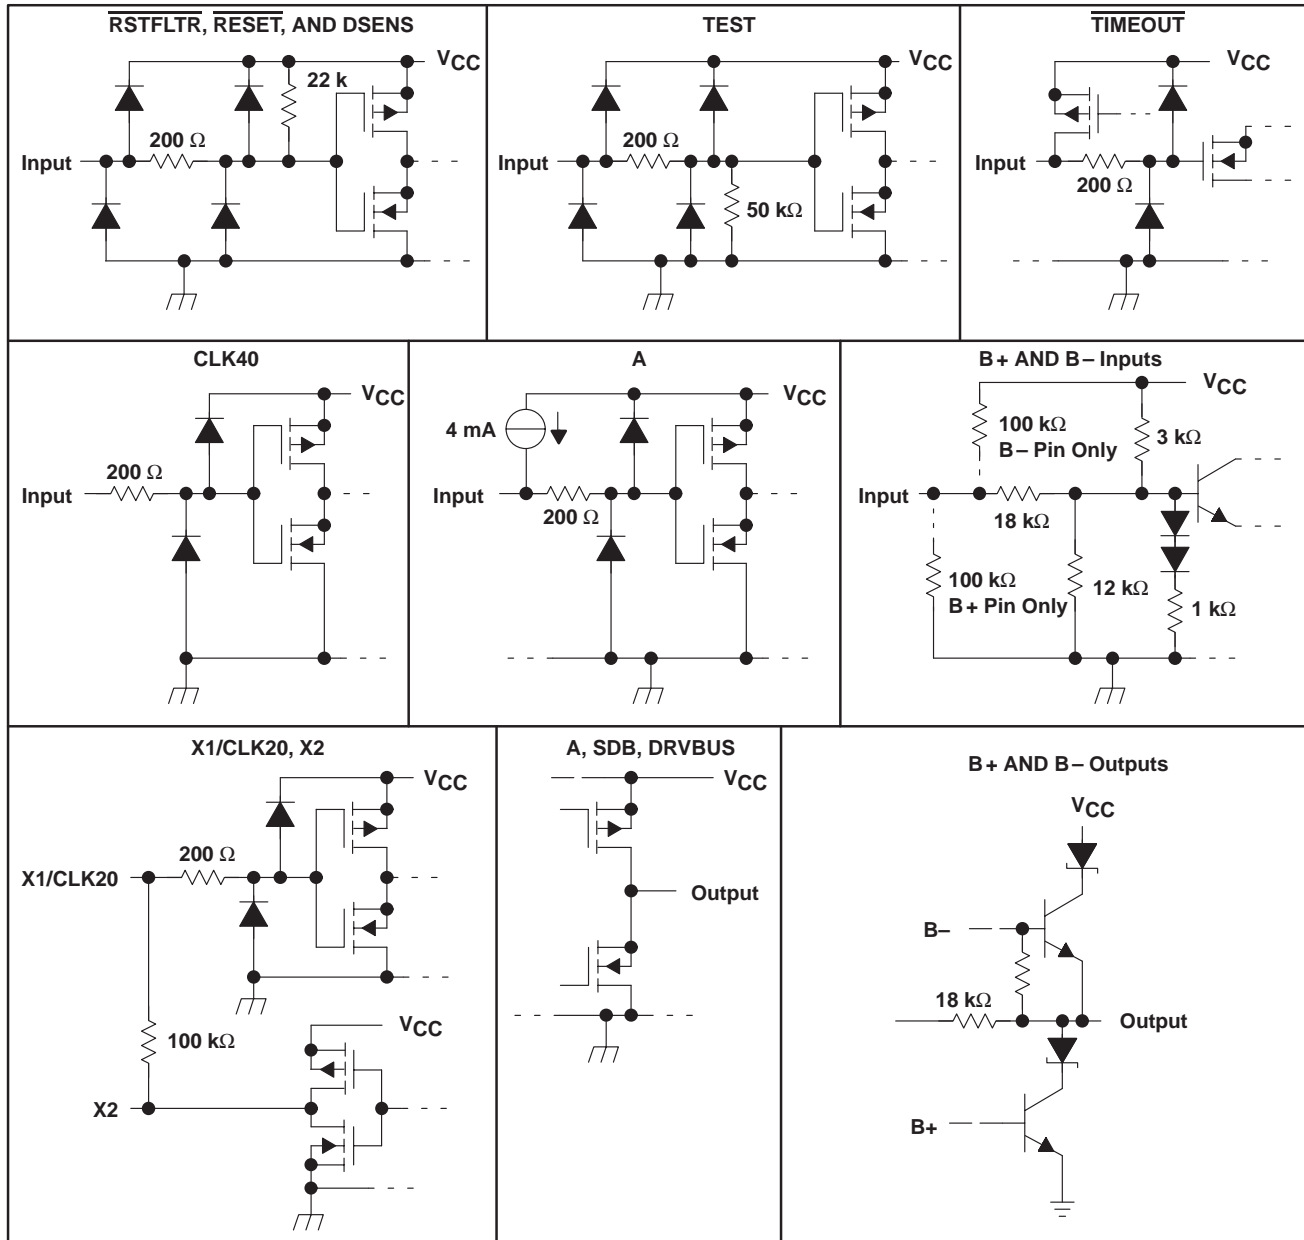 RSTFLTR, RESET, AND DSENS
VCC
22 k
200 Ω
Input
TEST
VCC
200 Ω
Input
50 kΩ
TIMEOUT
VCC
Input
200 Ω
CLK40
VCC
200 Ω
Input
A
VCC
4 mA
Input
200 Ω
B+ AND B– Inputs
VCC
100 kΩ
B– Pin Only
3 kΩ
Input
18 kΩ
100 kΩ
B+ Pin Only
12 kΩ
1 kΩ
X1/CLK20, X2
VCC
200 Ω
X1/CLK20
100 kΩ
VCC
X2
A, SDB, DRVBUS
VCC
Output
B+ AND B– Outputs
VCC
B–
18 kΩ
Output
B+